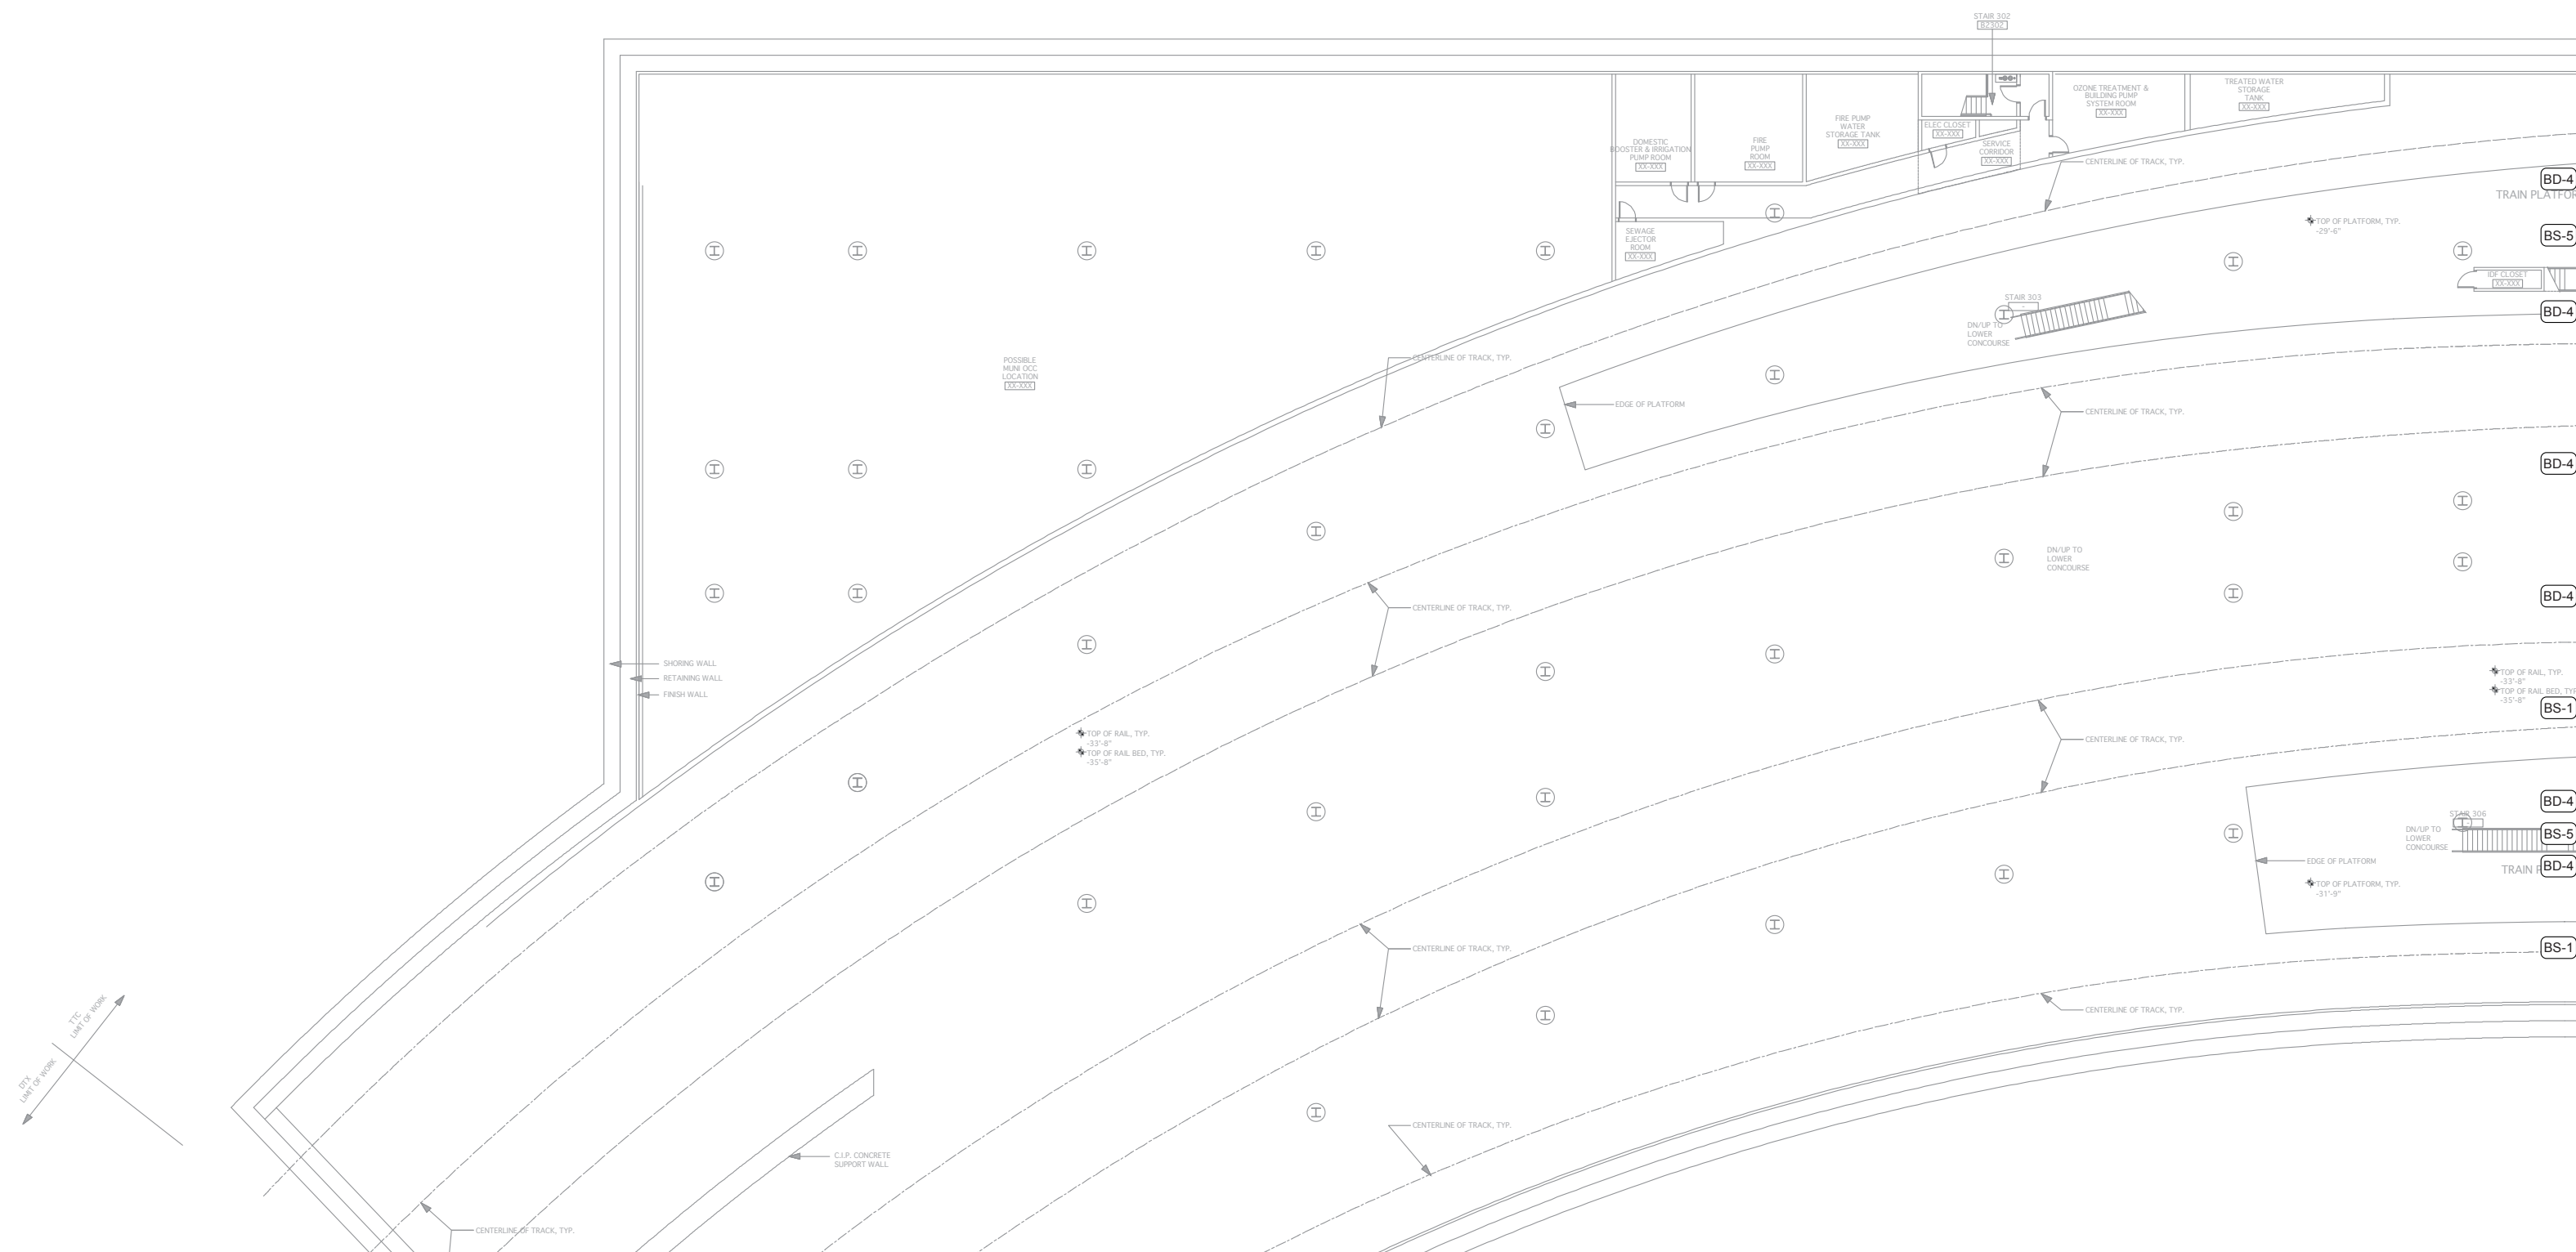 STAIR 302
B2302
DOMESTIC
BOOSTER & IRRIGATION
PUMP ROOM
XX-XXX
FIRE
PUMP
ROOM
XX-XXX
FIRE PUMP
WATER
STORAGE TANK
XX-XXX
ELEC CLOSET
XX-XXX
SERVICE
CORRIDOR
XX-XXX
OZONE TREATMENT &
BUILDING PUMP
SYSTEM ROOM
XX-XXX
TREATED WATER
STORAGE
TANK
XX-XXX
CENTERLINE OF TRACK, TYP.
BD-4
TRAIN PLATFOR
TOP OF PLATFORM, TYP.
-29'-6"
BS-5
SEWAGE
EJECTOR
ROOM
XX-XXX
IDF CLOSET
XX-XXX
STAIR 303
DN/UP TO
LOWER
CONCOURSE
BD-4
POSSIBLE
MUNI OCC
LOCATION
XX-XXX
CENTERLINE OF TRACK, TYP.
EDGE OF PLATFORM
CENTERLINE OF TRACK, TYP.
BD-4
DN/UP TO
LOWER
CONCOURSE
BD-4
CENTERLINE OF TRACK, TYP.
SHORING WALL
RETAINING WALL
FINISH WALL
TOP OF RAIL, TYP.
-33'-8"
TOP OF RAIL BED, TYP
-35'-8"
BS-1
TOP OF RAIL, TYP.
-33'-8"
TOP OF RAIL BED, TYP.
-35'-8"
CENTERLINE OF TRACK, TYP.
BD-4
STAIR 306
DN/UP TO
LOWER
CONCOURSE
BS-5
EDGE OF PLATFORM
BD-4
TRAIN P
TOP OF PLATFORM, TYP.
-31'-9"
CENTERLINE OF TRACK, TYP.
BS-1
TTC
LIMIT OF WORK
DTX
LIMIT OF WORK
CENTERLINE OF TRACK, TYP.
CENTERLINE OF TRACK, TYP.
C.I.P. CONCRETE
SUPPORT WALL
CENTERLINE OF TRACK, TYP.